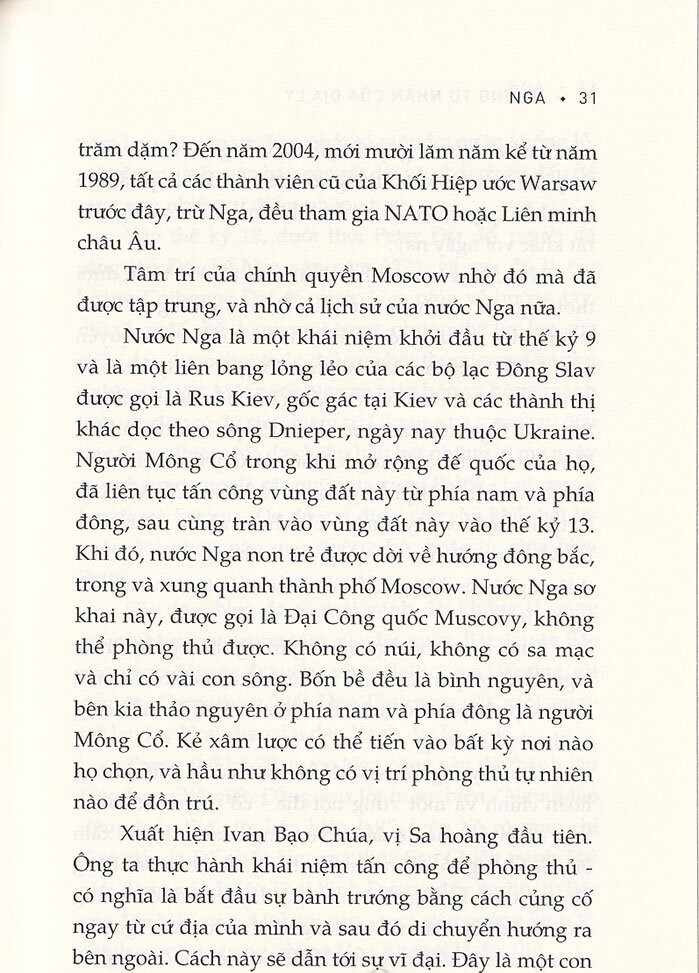 NGA • 31
trăm dặm? Đến năm 2004, mới mười lăm năm kể từ năm
1989, tất cả các thành viên cũ của Khối Hiệp ước Warsaw
trước đây, trừ Nga, đều tham gia NATO hoặc Liên minh
châu Âu.
Tâm trí của chính quyền Moscow nhờ đó mà đã
được tập trung, và nhờ cả lịch sử của nước Nga nữa.
Nước Nga là một khái niệm khởi đầu từ thế kỷ 9
và là một liên bang lỏng lẻo của các bộ lạc Đông Slav
được gọi là Rus Kiev, gốc gác tại Kiev và các thành thị
khác dọc theo sông Dnieper, ngày nay thuộc Ukraine.
Người Mông Cổ trong khi mở rộng đế quốc của họ,
đã liên tục tấn công vùng đất này từ phía nam và phía
đông, sau cùng tràn vào vùng đất này vào thế kỷ 13.
Khi đó, nước Nga non trẻ được dời về hướng đông bắc,
trong và xung quanh thành phố Moscow. Nước Nga sơ
khai này, được gọi là Đại Công quốc Muscovy, không
thể phòng thủ được. Không có núi, không có sa mạc
và chỉ có vài con sông. Bốn bề đều là bình nguyên, và
bên kia thảo nguyên ở phía nam và phía đông là người
Mông Cổ. Kẻ xâm lược có thể tiến vào bất kỳ nơi nào
họ chọn, và hầu như không có vị trí phòng thủ tự nhiên
nào để đồn trú.
Xuất hiện Ivan Bạo Chúa, vị Sa hoàng đầu tiên.
Ông ta thực hành khái niệm tấn công để phòng thủ -
có nghĩa là bắt đầu sự bành trướng bằng cách củng cố
ngay từ cứ địa của mình và sau đó di chuyển hướng ra
bên ngoài. Cách này sẽ dẫn tới sự vĩ đại. Đây là một con